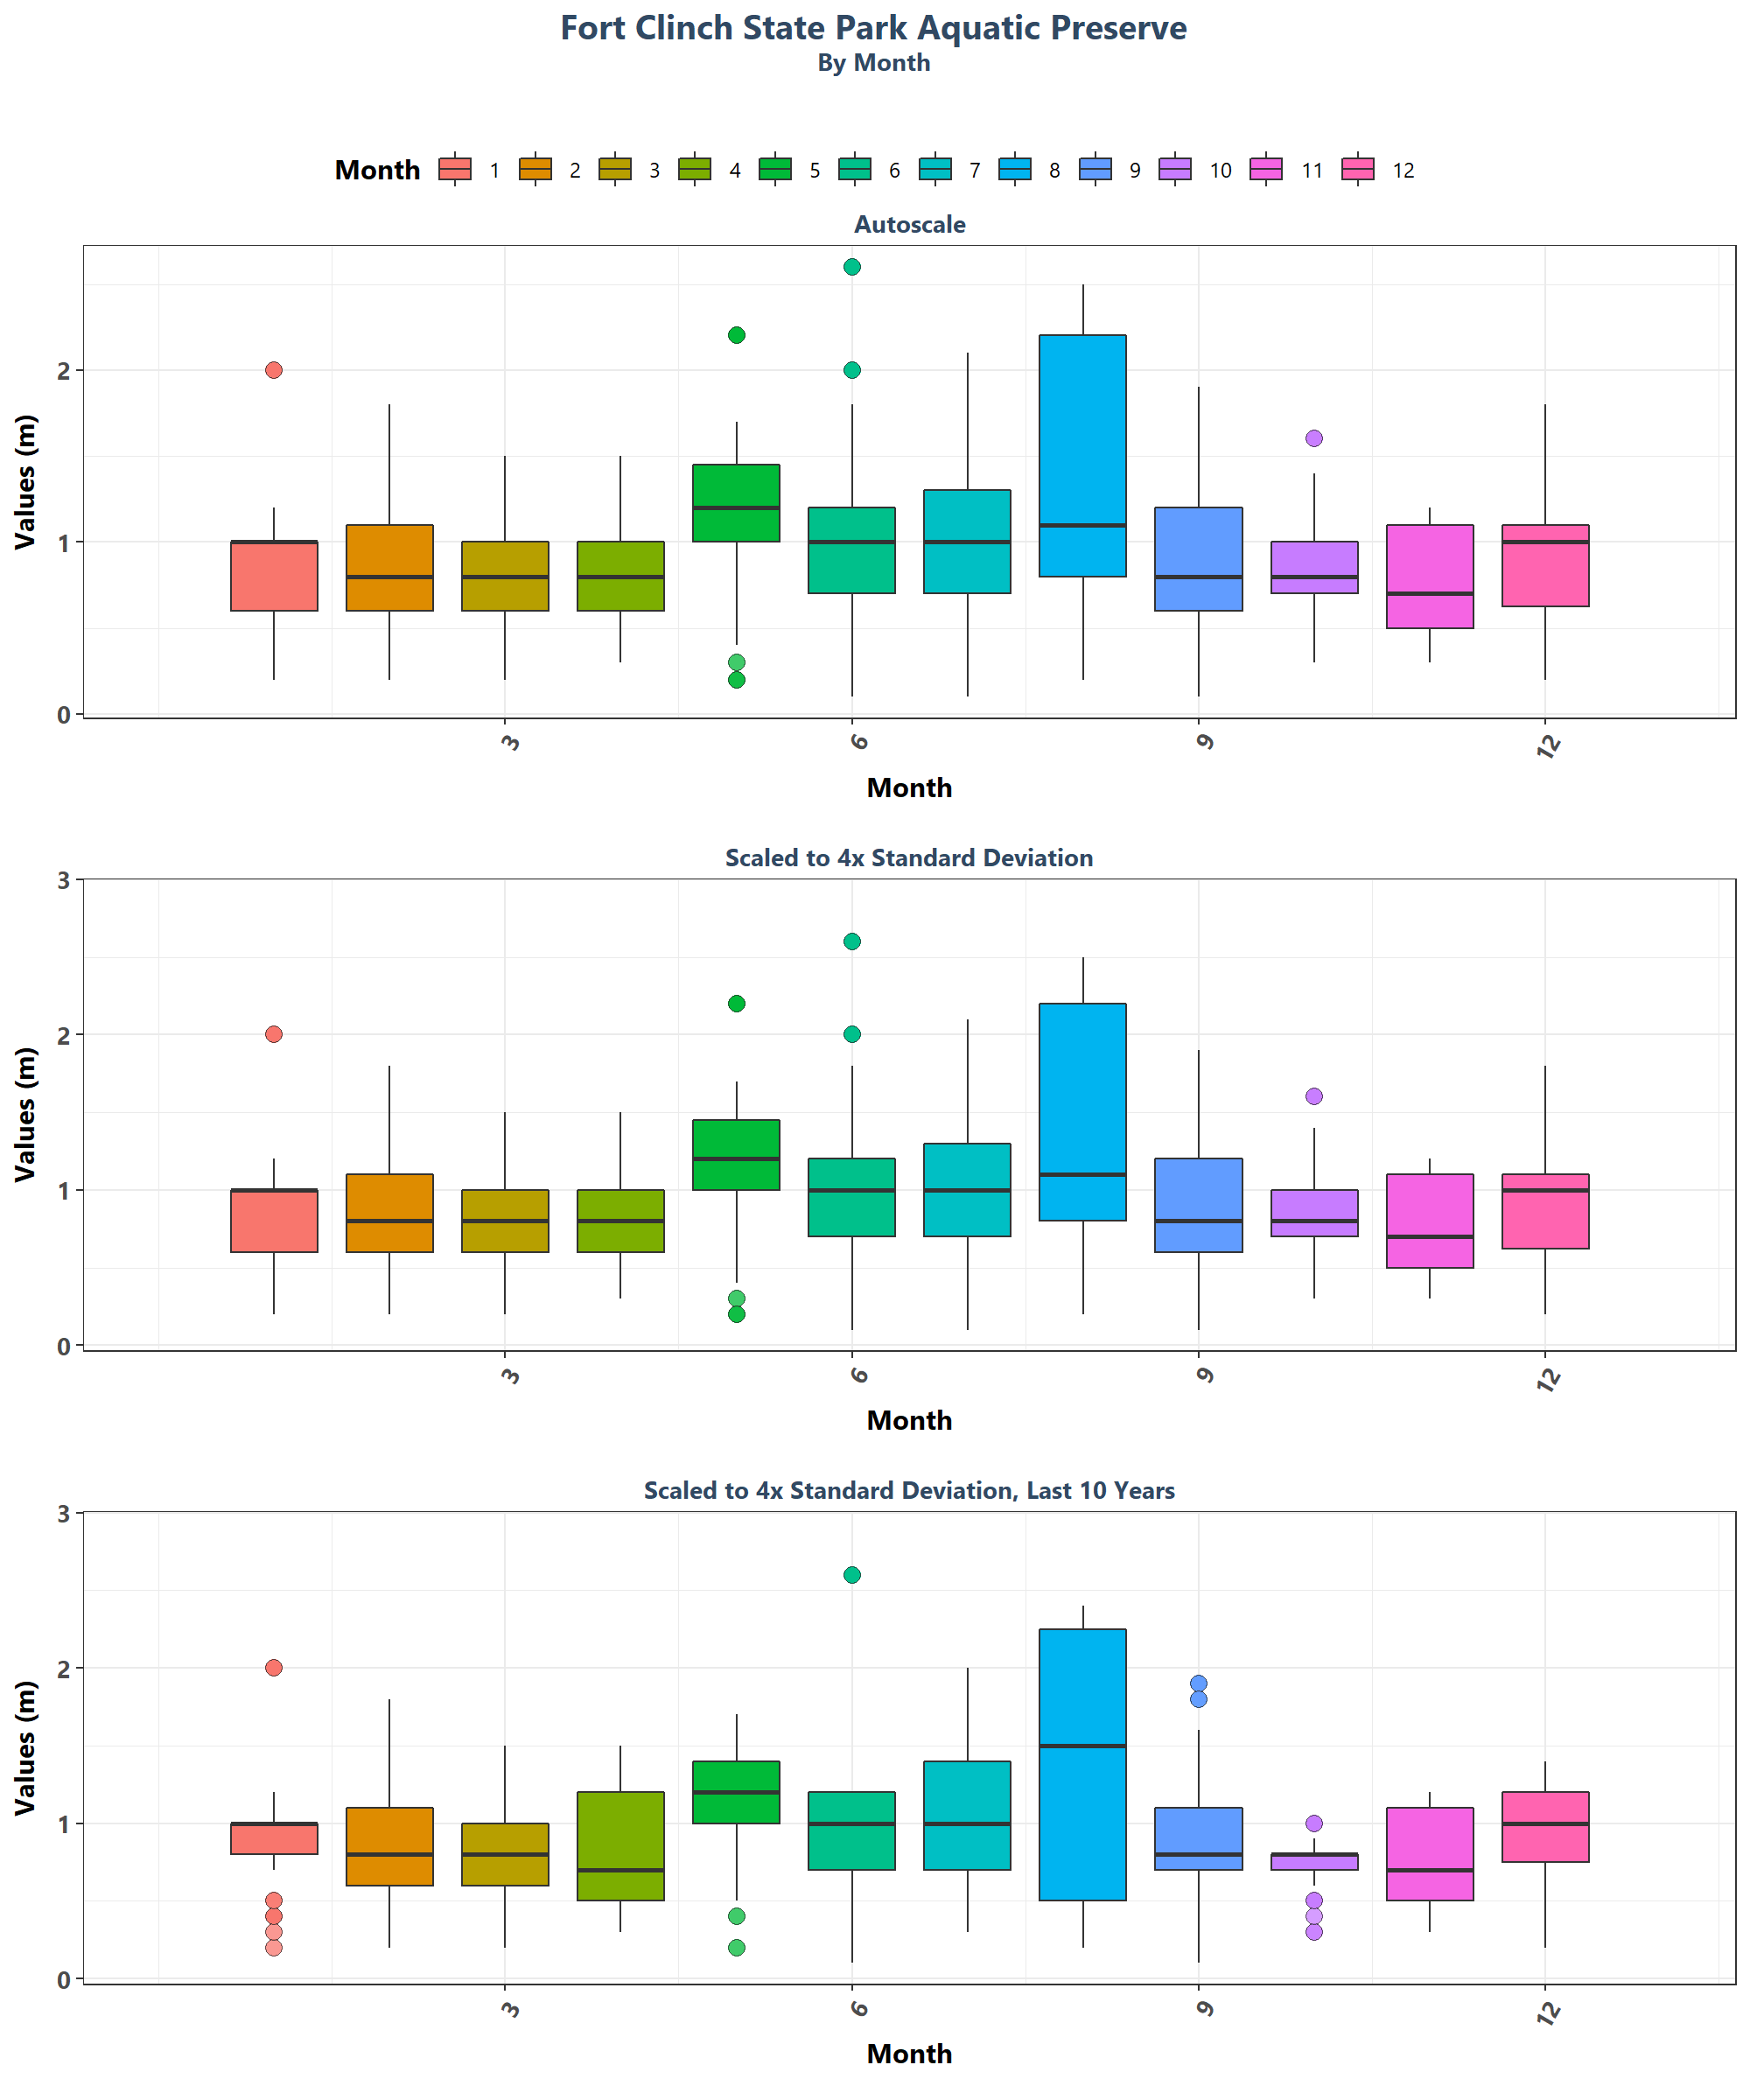 Fort Clinch State Park Aquatic Preserve
By Month
Month 1 2 3 4 5 6 7 8 9 10 11 12
Autoscale
Values (m)
2
1
0
3 6 9 12
Month
Scaled to 4x Standard Deviation
Values (m)
3
2
1
0
3 6 9 12
Month
Scaled to 4x Standard Deviation, Last 10 Years
Values (m)
3
2
1
0
3 6 9 12
Month